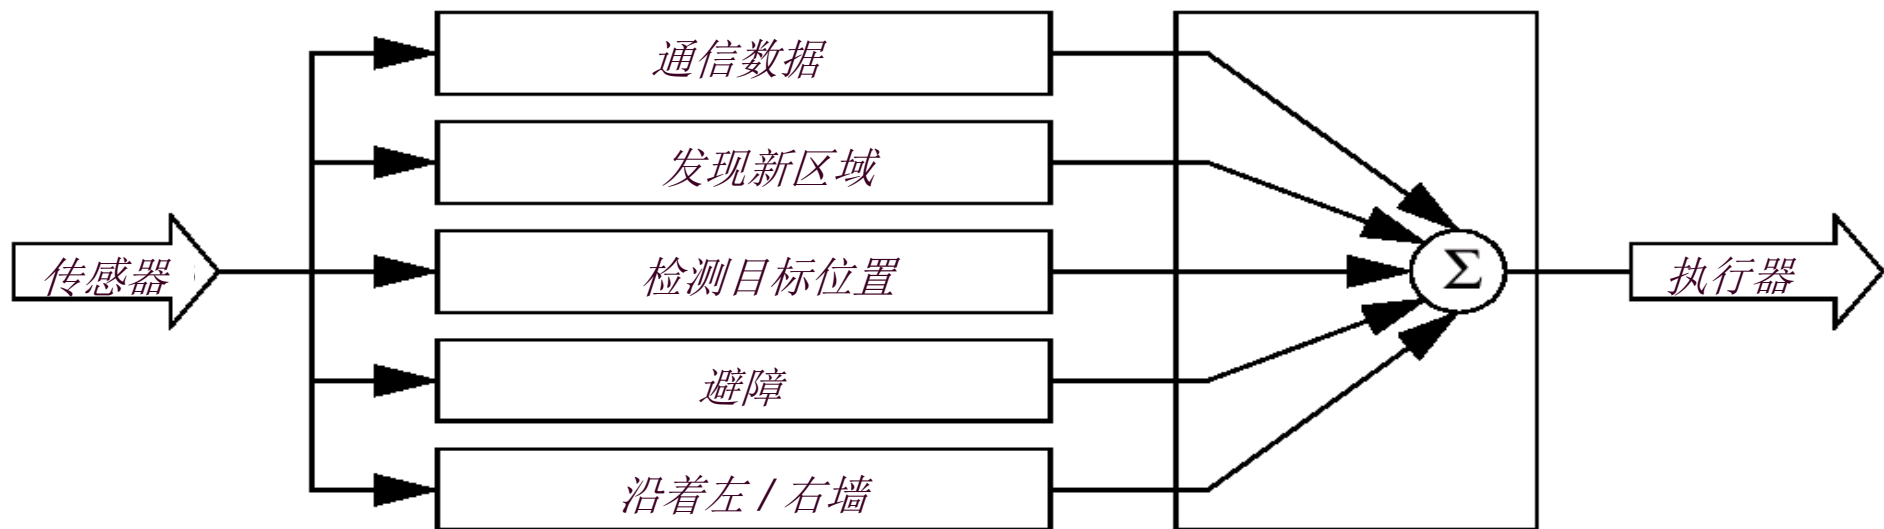 通信数据
发现新区域
传感器
检测目标位置
Σ
执行器
避障
沿着左 / 右墙